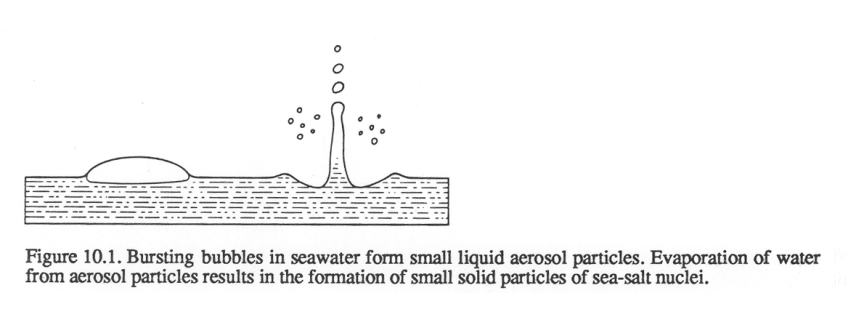 Figure 10.1. Bursting bubbles in seawater form small liquid aerosol particles. Evaporation of water
from aerosol particles results in the formation of small solid particles of sea-salt nuclei.